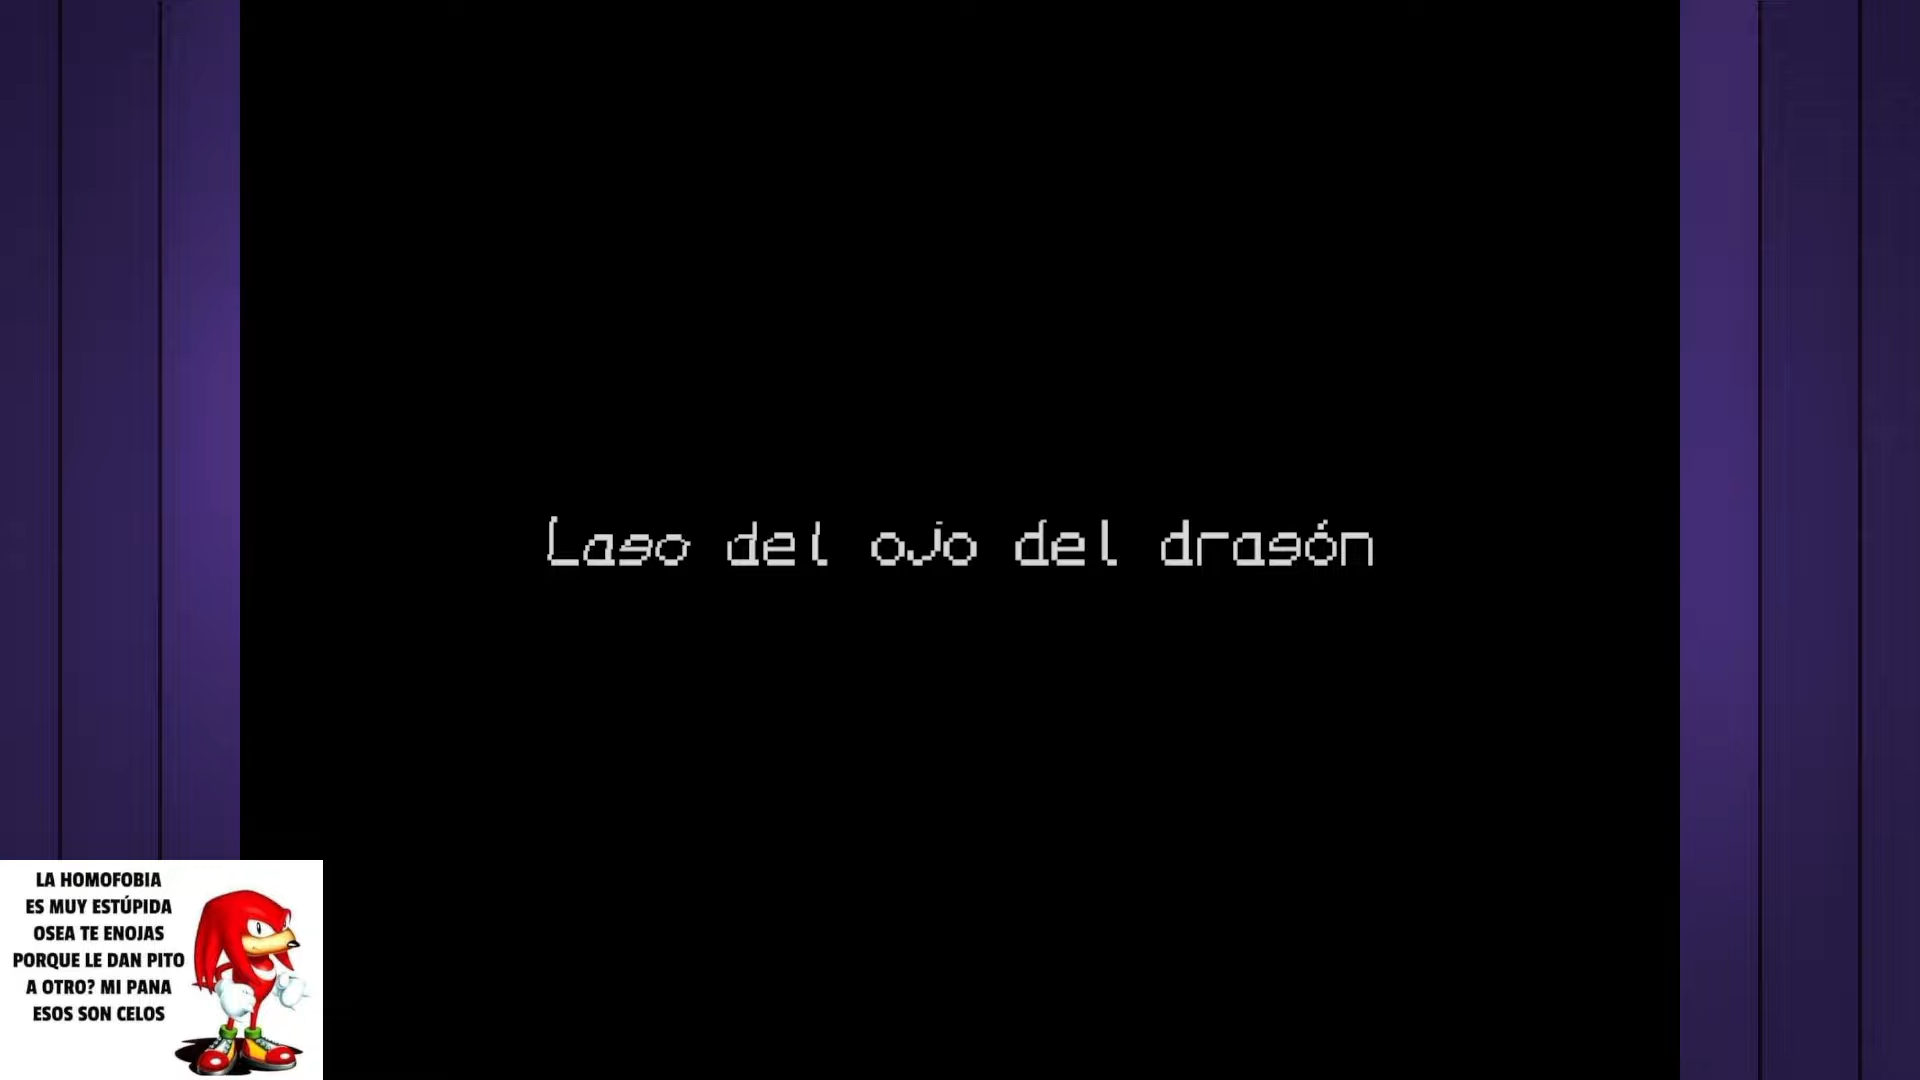 Lago del ojo del dragón
LA HOMOFOBIA
ES MUY ESTÚPIDA
OSEA TE ENOJAS
PORQUE LE DAN PITO
A OTRO? MI PANA
ESOS SON CELOS